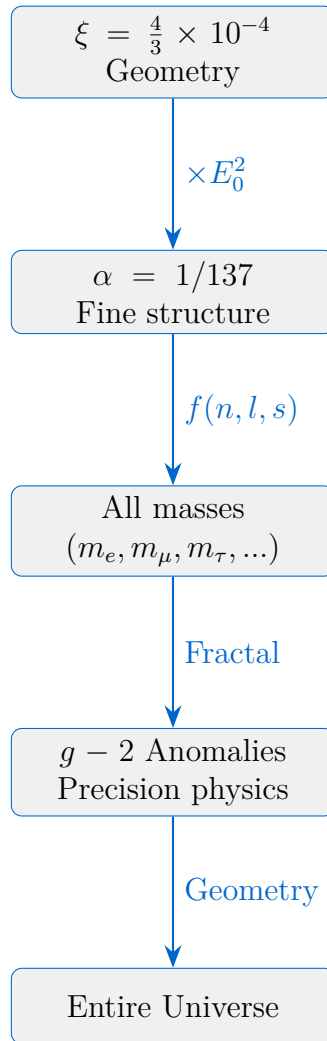 ξ = 4/3 × 10⁻⁴
Geometry
×E₀²
α = 1/137
Fine structure
f(n, l, s)
All masses
(mₑ, m_μ, m_τ, ...)
Fractal
g − 2 Anomalies
Precision physics
Geometry
Entire Universe